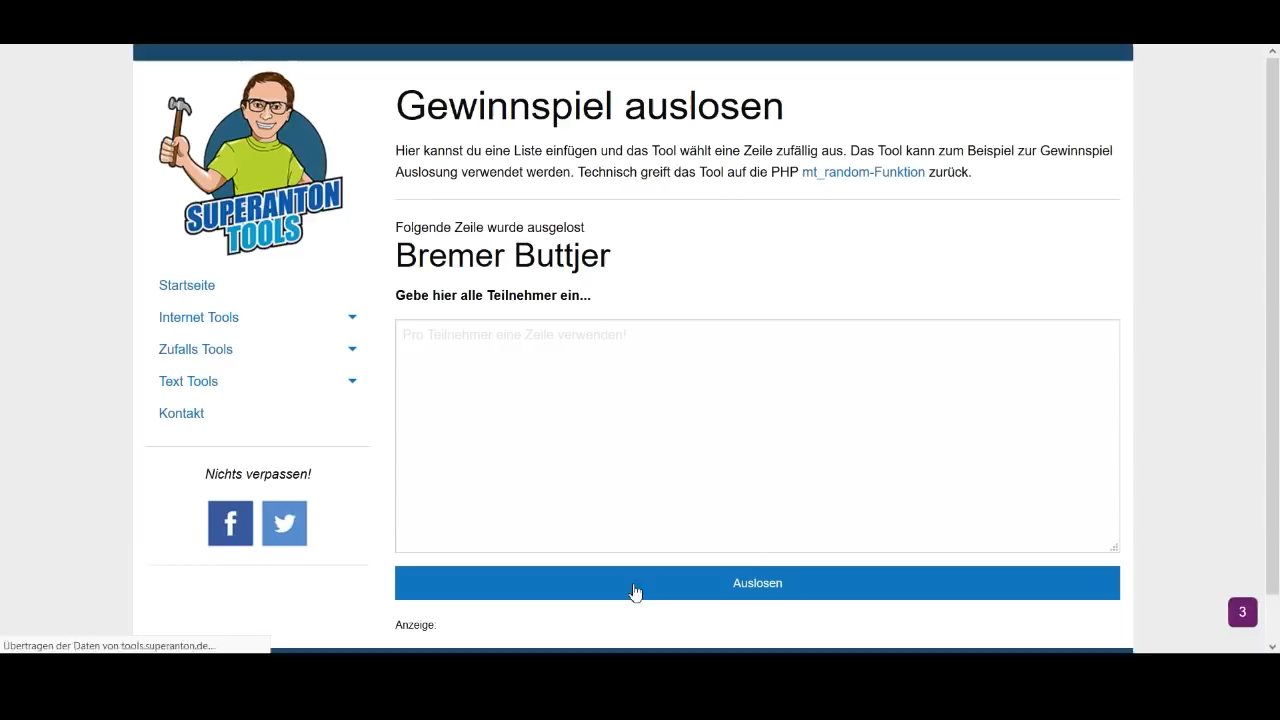 Gewinnspiel auslosen
Hier kannst du eine Liste einfügen und das Tool wählt eine Zeile zufällig aus. Das Tool kann zum Beispiel zur Gewinnspiel
Auslosung verwendet werden. Technisch greift das Tool auf die PHP mt_random-Funktion zurück.
SUPERANTON
TOOLS
Folgende Zeile wurde ausgelost
Bremer Buttjer
Gebe hier alle Teilnehmer ein...
Pro Teilnehmer eine Zeile verwenden!
Startseite
Internet Tools
Zufalls Tools
Text Tools
Kontakt
Nichts verpassen!
f
Auslosen
Anzeige:
3
Übertragen der Daten von tools.superanton.de...